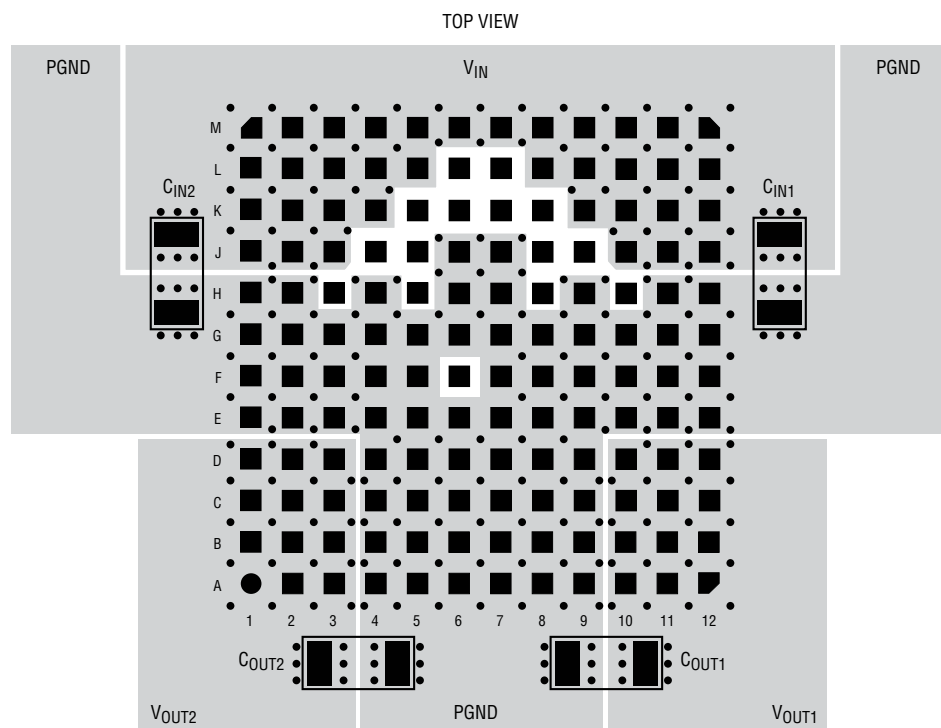 TOP VIEW
PGND
VIN
PGND
M
L
CIN2
CIN1
K
J
H
G
F
E
D
C
B
A
1 2 3 4 5 6 7 8 9 10 11 12
COUT2
COUT1
VOUT2
PGND
VOUT1